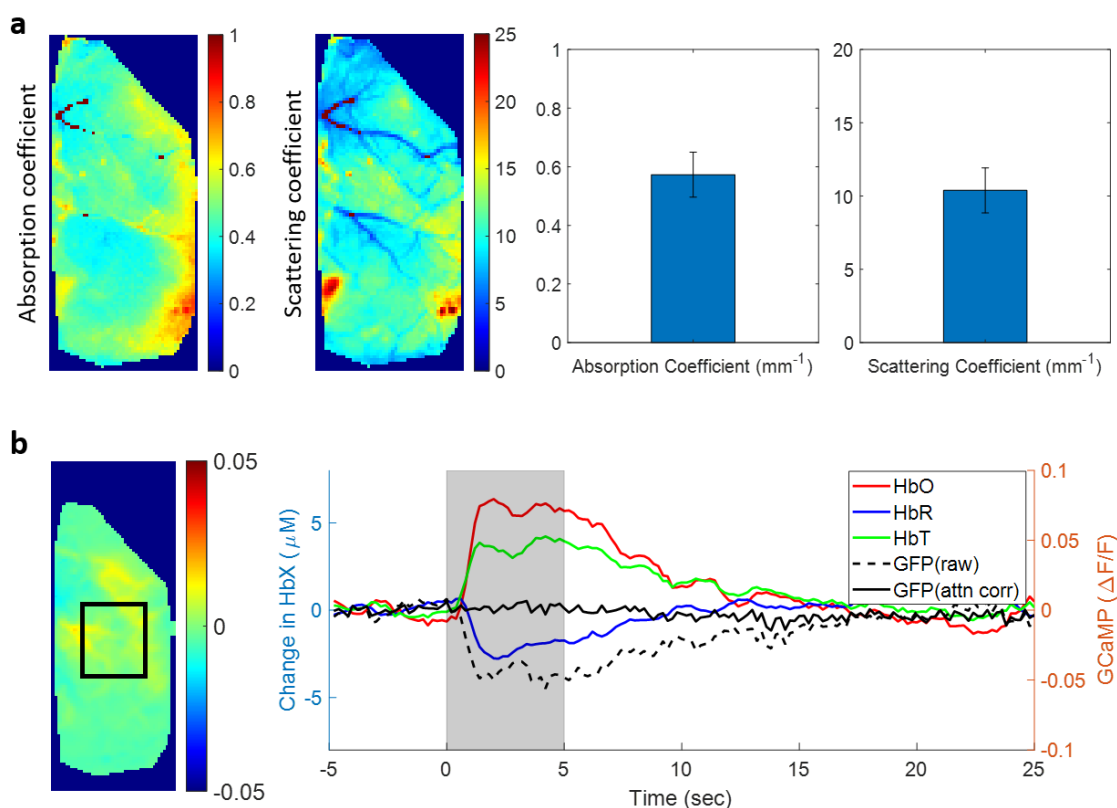 a
Absorption coefficient
1
0.8
0.6
0.4
0.2
0
Scattering coefficient
25
20
15
10
5
0
1
0.8
0.6
0.4
0.2
0
Absorption Coefficient (mm⁻¹)
20
15
10
5
0
Scattering Coefficient (mm⁻¹)
b
0.05
0
-0.05
Change in HbX ( μM)
5
0
-5
HbO
HbR
HbT
GFP(raw)
GFP(attn corr)
0.1
0.05
0
-0.05
-0.1
GCaMP (ΔF/F)
-5 0 5 10 15 20 25
Time (sec)